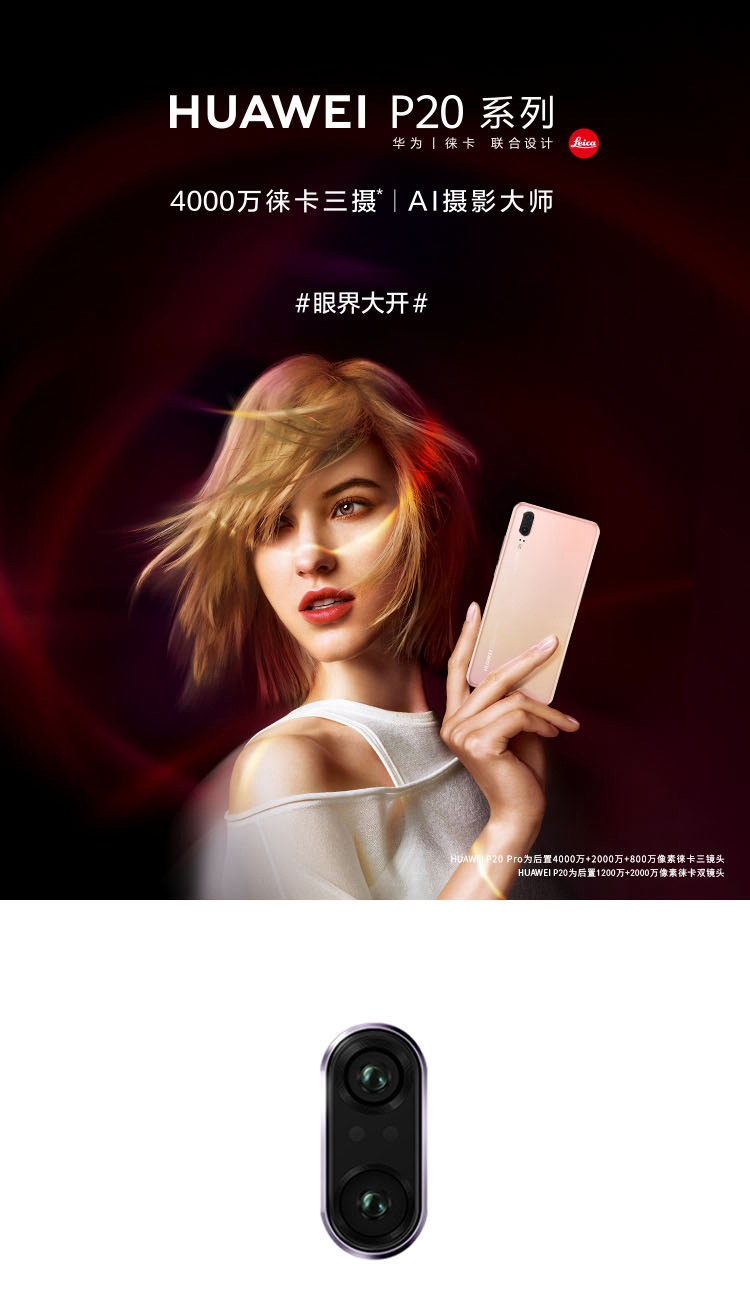 HUAWEI P20 系列
华为 | 徕卡 联合设计 Leica
4000万徕卡三摄* | AI摄影大师
#眼界大开#
HUAWEI
HUAWEI P20 Pro为后置4000万+2000万+800万像素徕卡三镜头
HUAWEI P20为后置1200万+2000万像素徕卡双镜头